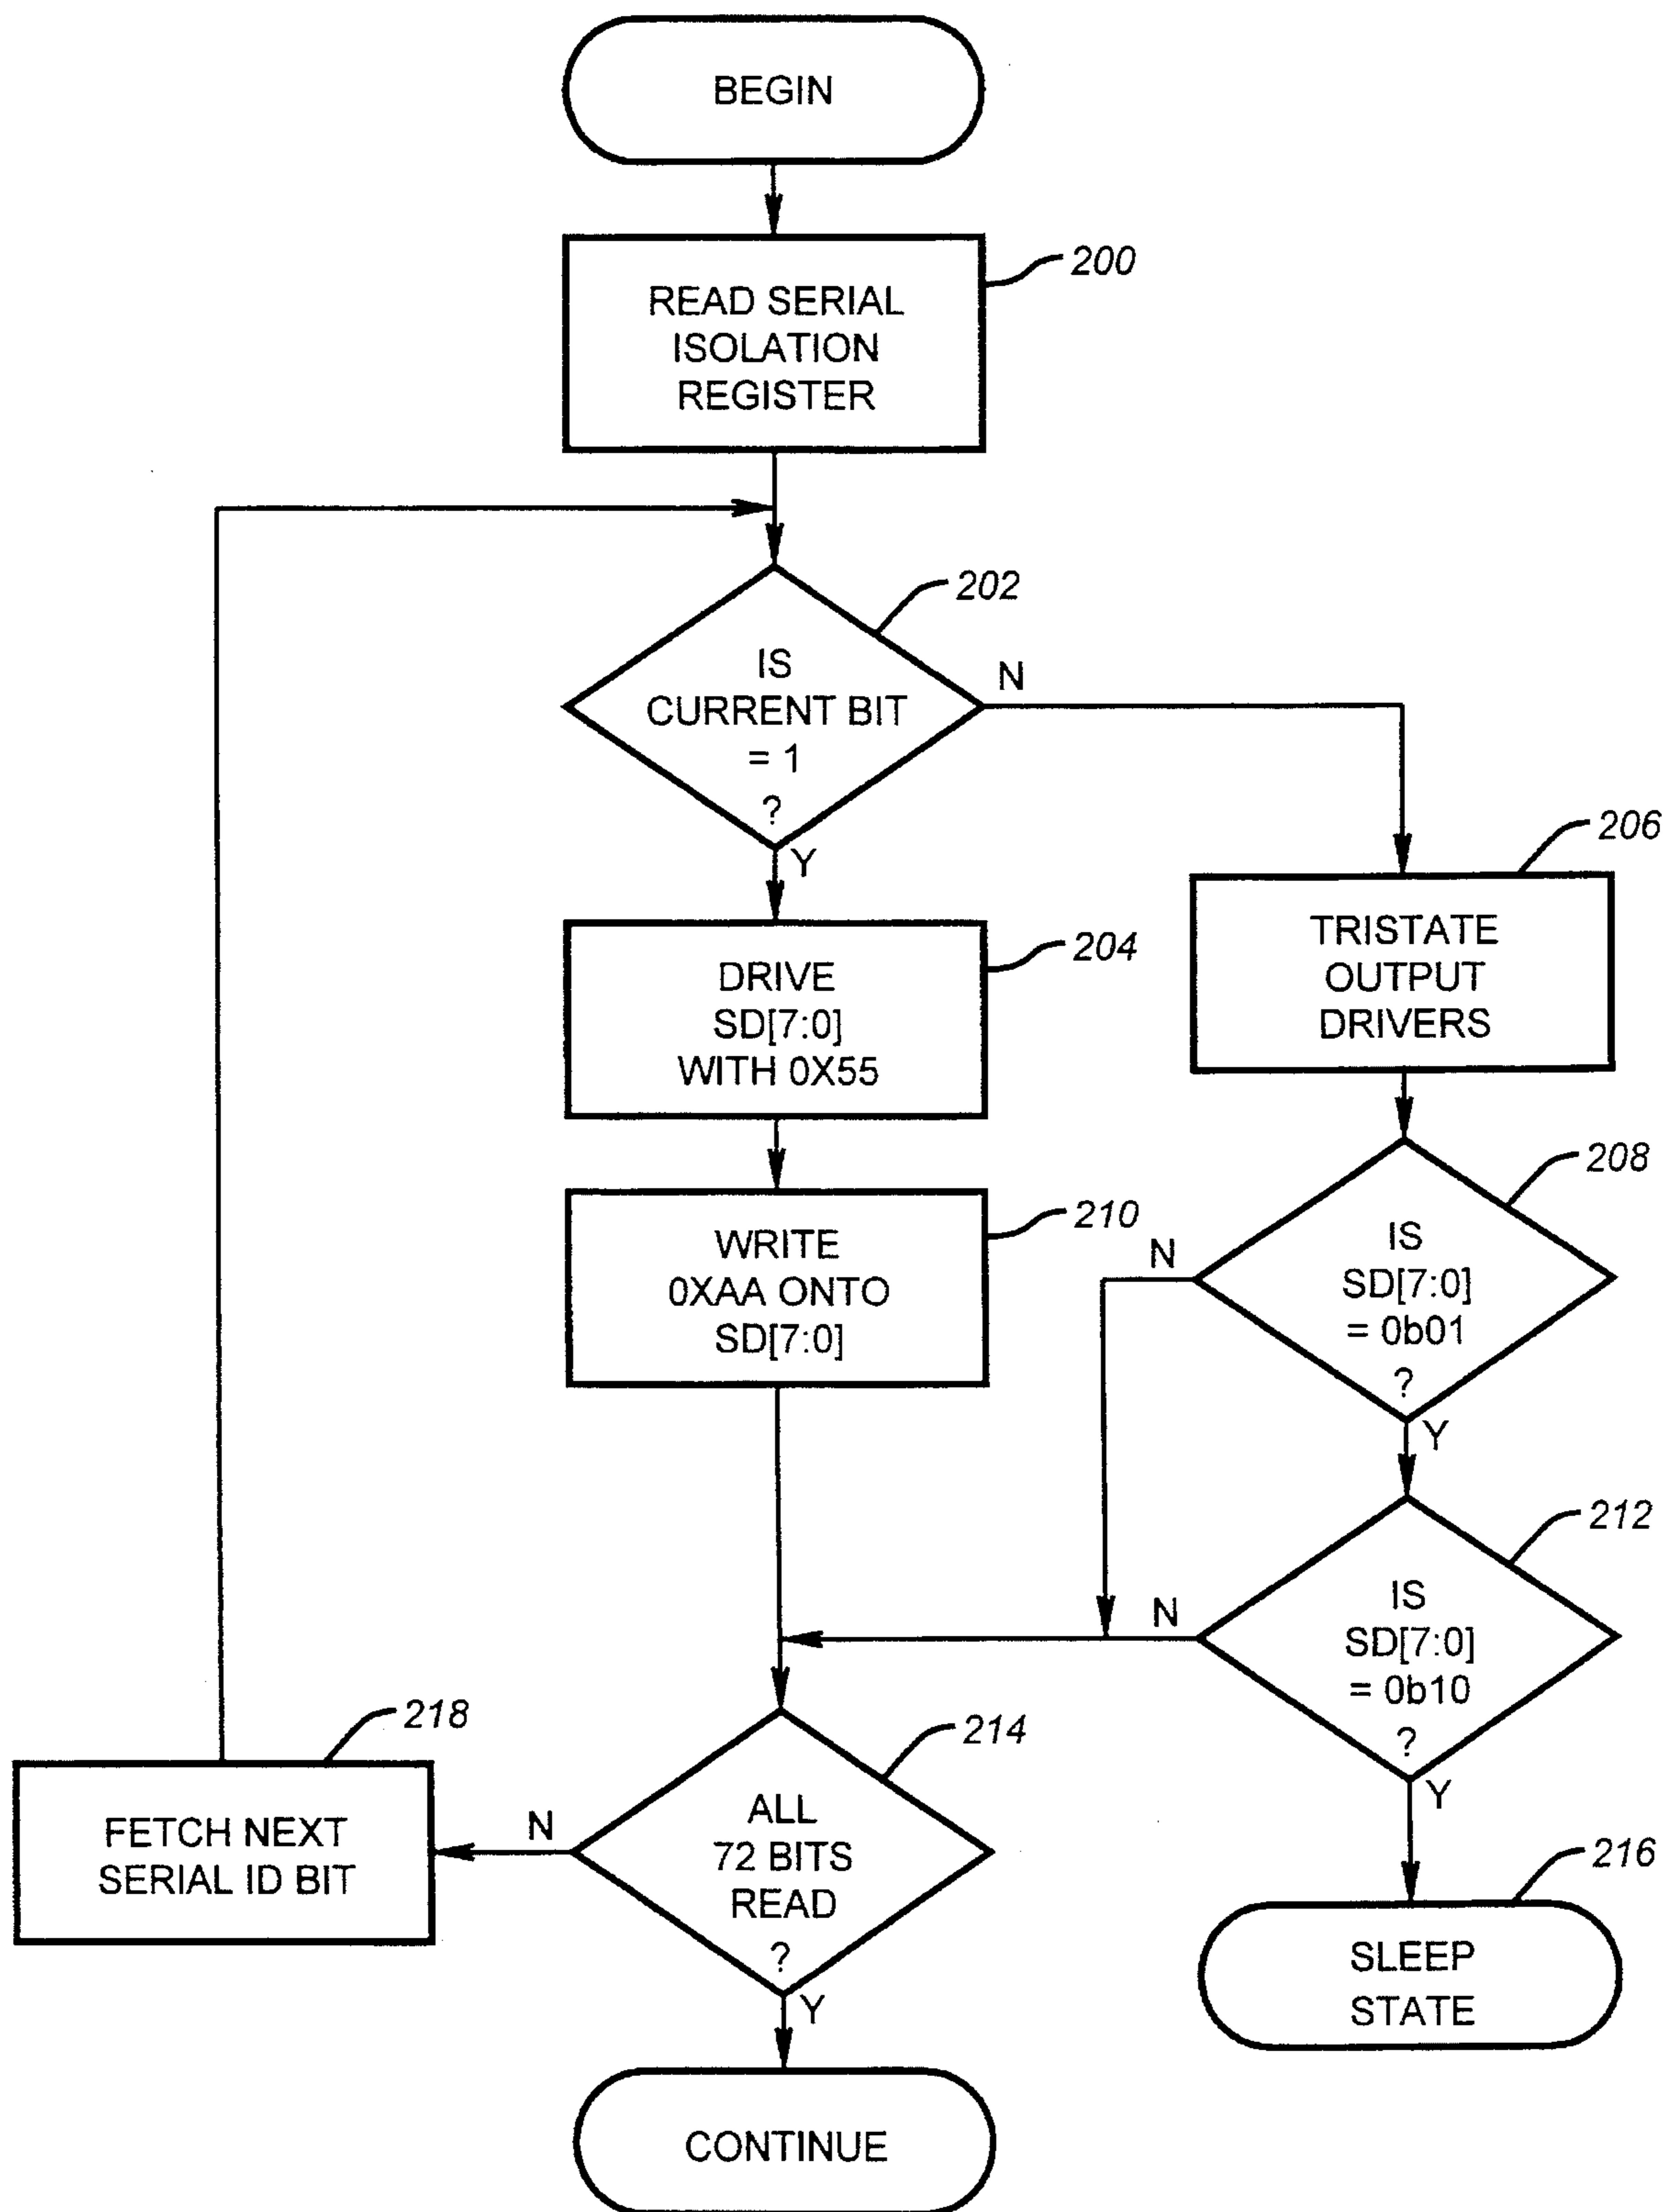 BEGIN
200
READ SERIAL
ISOLATION
REGISTER
202
IS
CURRENT BIT
= 1
?
N
Y
206
TRISTATE
OUTPUT
DRIVERS
204
DRIVE
SD[7:0]
WITH 0X55
208
IS
SD[7:0]
= 0b01
?
N
Y
210
WRITE
0XAA ONTO
SD[7:0]
212
IS
SD[7:0]
= 0b10
?
N
Y
214
ALL
72 BITS
READ
?
N
Y
218
FETCH NEXT
SERIAL ID BIT
216
SLEEP
STATE
CONTINUE